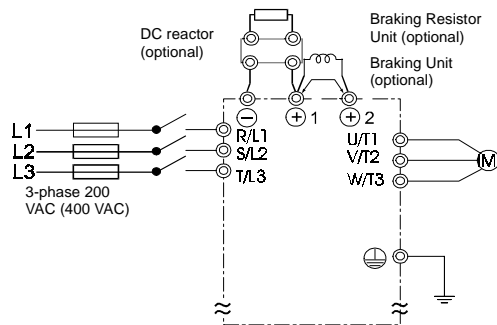 DC reactor
(optional)
Braking Resistor
Unit (optional)
Braking Unit
(optional)
− + 1 + 2
L1
L2
L3
R/L1
S/L2
T/L3
U/T1
V/T2
W/T3
M
3-phase 200
VAC (400 VAC)